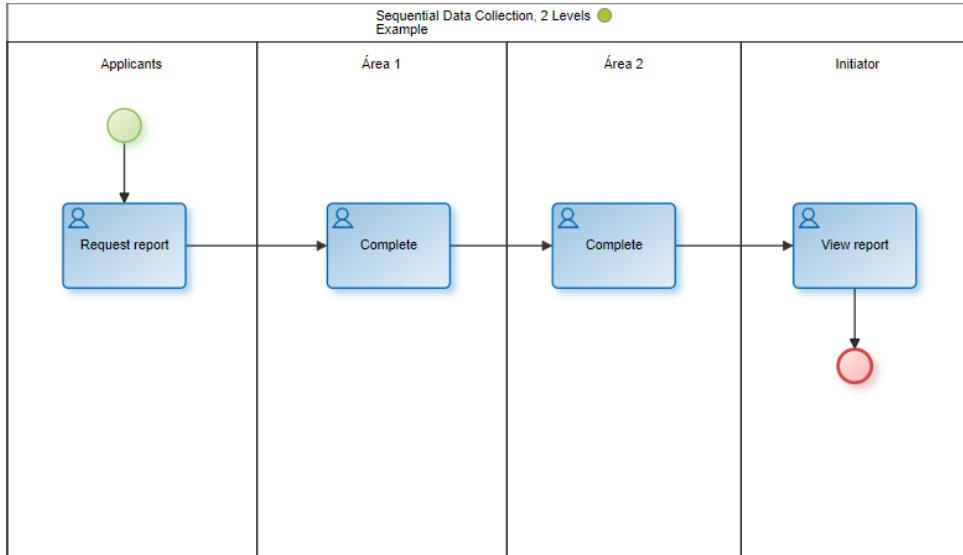 Sequential Data Collection, 2 Levels
Example
Applicants
Área 1
Área 2
Initiator
Request report
Complete
Complete
View report